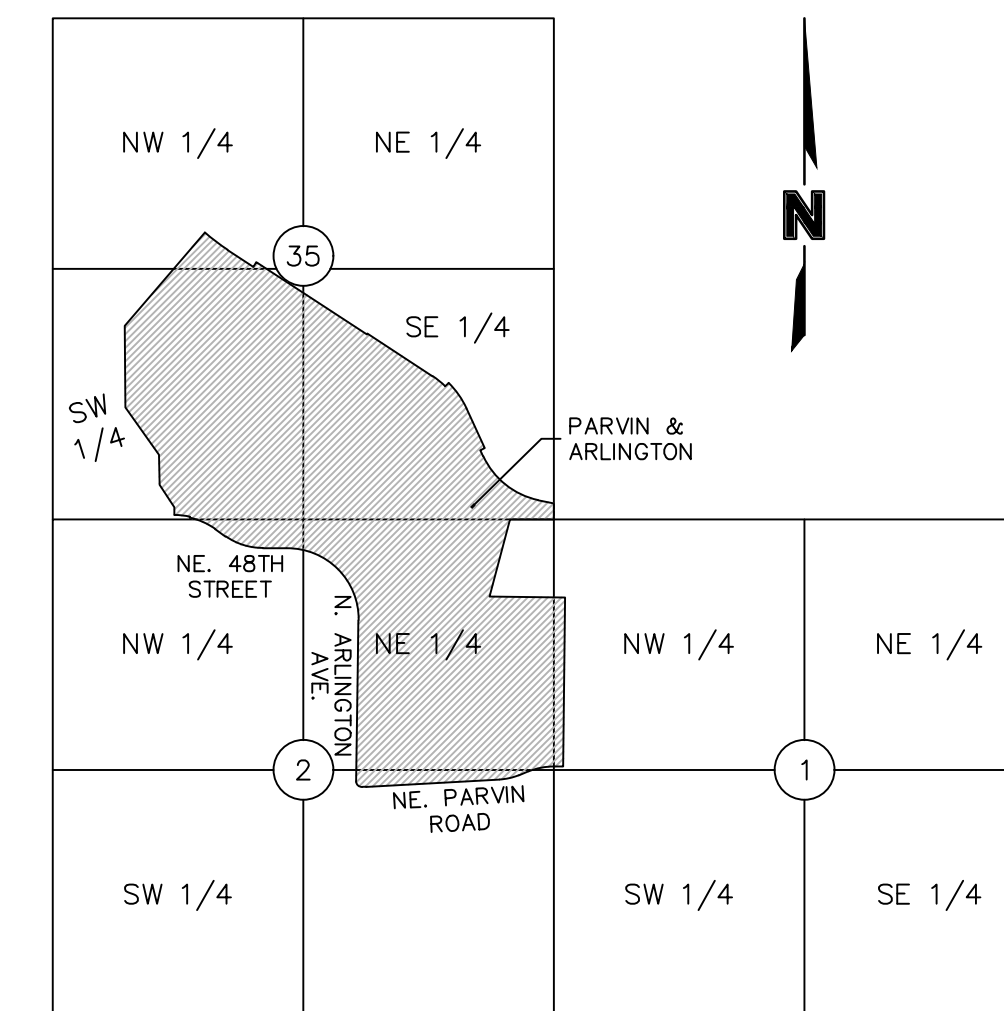 NW 1/4
NE 1/4
N
35
SE 1/4
SW
1/4
PARVIN &
ARLINGTON
NE. 48TH
STREET
N. ARLINGTON
AVE.
NW 1/4
NE 1/4
NW 1/4
NE 1/4
2
1
NE. PARVIN
ROAD
SW 1/4
SW 1/4
SE 1/4